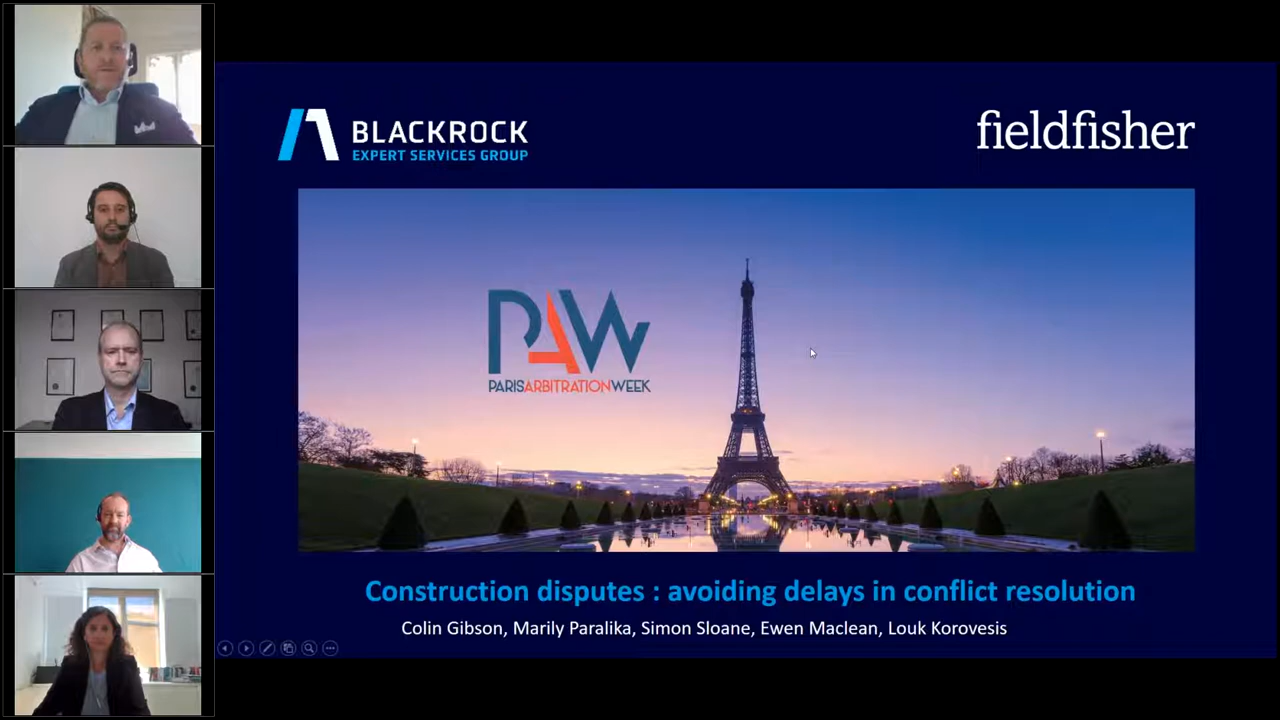 BLACKROCK
EXPERT SERVICES GROUP
fieldfisher
PAW
PARISARBITRATIONWEEK
Construction disputes : avoiding delays in conflict resolution
Colin Gibson, Marily Paralika, Simon Sloane, Ewen Maclean, Louk Korovesis